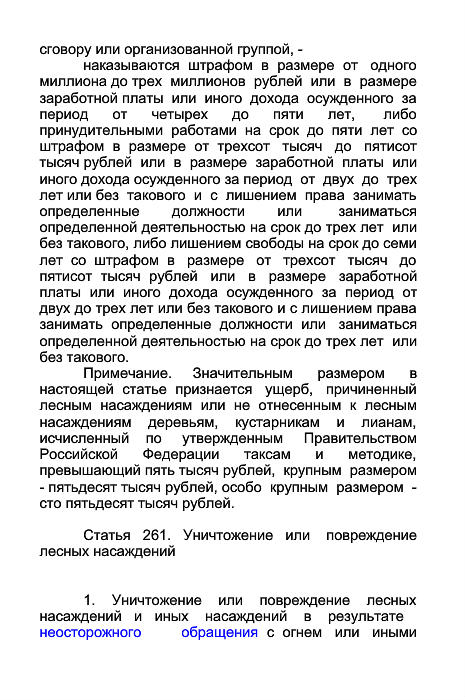 сговору или организованной группой, -
наказываются штрафом в размере от одного
миллиона до трех миллионов рублей или в размере
заработной платы или иного дохода осужденного за
период от четырех до пяти лет, либо
принудительными работами на срок до пяти лет со
штрафом в размере от трехсот тысяч до пятисот
тысяч рублей или в размере заработной платы или
иного дохода осужденного за период от двух до трех
лет или без такового и с лишением права занимать
определенные должности или заниматься
определенной деятельностью на срок до трех лет или
без такового, либо лишением свободы на срок до семи
лет со штрафом в размере от трехсот тысяч до
пятисот тысяч рублей или в размере заработной
платы или иного дохода осужденного за период от
двух до трех лет или без такового и с лишением права
занимать определенные должности или заниматься
определенной деятельностью на срок до трех лет или
без такового.
Примечание. Значительным размером в
настоящей статье признается ущерб, причиненный
лесным насаждениям или не отнесенным к лесным
насаждениям деревьям, кустарникам и лианам,
исчисленный по утвержденным Правительством
Российской Федерации таксам и методике,
превышающий пять тысяч рублей, крупным размером
- пятьдесят тысяч рублей, особо крупным размером -
сто пятьдесят тысяч рублей.
Статья 261. Уничтожение или повреждение
лесных насаждений
1. Уничтожение или повреждение лесных
насаждений и иных насаждений в результате
неосторожного обращения с огнем или иными